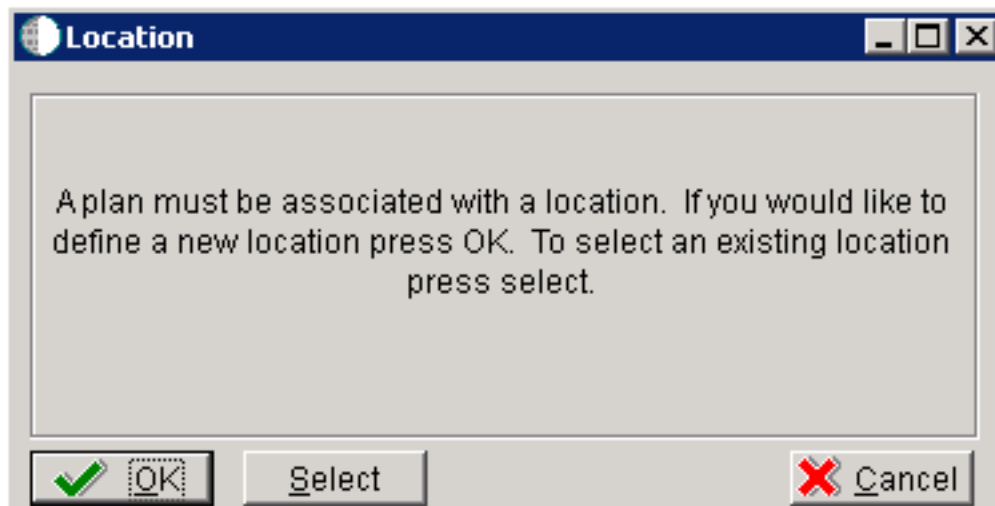 Location
A plan must be associated with a location.  If you would like to
define a new location press OK.  To select an existing location
press select.
OK Select Cancel